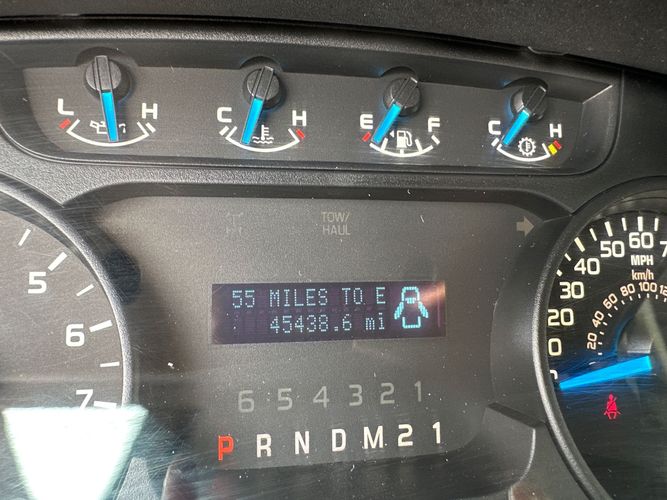 L H C H E F C H
TOW/
HAUL
55 MILES TO E
45438.6 mi
6 5 4 3 2 1
P R N D M 2 1
5
6
7
60
50
40
30
20
MPH
km/h
100
80
60
40
20